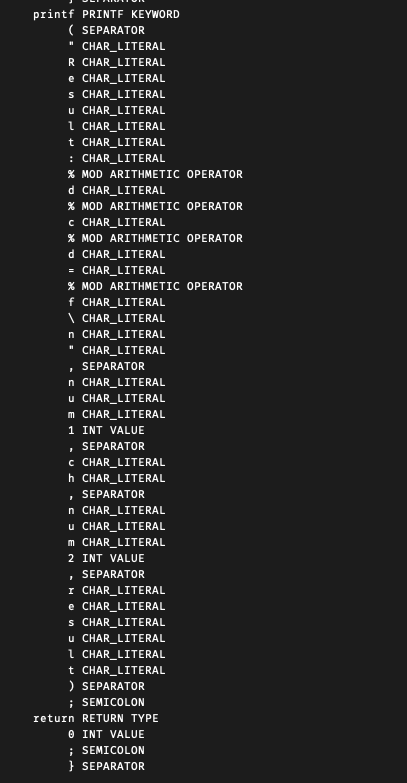 } SEPARATOR
printf PRINTF KEYWORD
( SEPARATOR
" CHAR_LITERAL
R CHAR_LITERAL
e CHAR_LITERAL
s CHAR_LITERAL
u CHAR_LITERAL
l CHAR_LITERAL
t CHAR_LITERAL
: CHAR_LITERAL
% MOD ARITHMETIC OPERATOR
d CHAR_LITERAL
% MOD ARITHMETIC OPERATOR
c CHAR_LITERAL
% MOD ARITHMETIC OPERATOR
d CHAR_LITERAL
= CHAR_LITERAL
% MOD ARITHMETIC OPERATOR
f CHAR_LITERAL
\ CHAR_LITERAL
n CHAR_LITERAL
" CHAR_LITERAL
, SEPARATOR
n CHAR_LITERAL
u CHAR_LITERAL
m CHAR_LITERAL
1 INT VALUE
, SEPARATOR
c CHAR_LITERAL
h CHAR_LITERAL
, SEPARATOR
n CHAR_LITERAL
u CHAR_LITERAL
m CHAR_LITERAL
2 INT VALUE
, SEPARATOR
r CHAR_LITERAL
e CHAR_LITERAL
s CHAR_LITERAL
u CHAR_LITERAL
l CHAR_LITERAL
t CHAR_LITERAL
) SEPARATOR
; SEMICOLON
return RETURN TYPE
0 INT VALUE
; SEMICOLON
} SEPARATOR